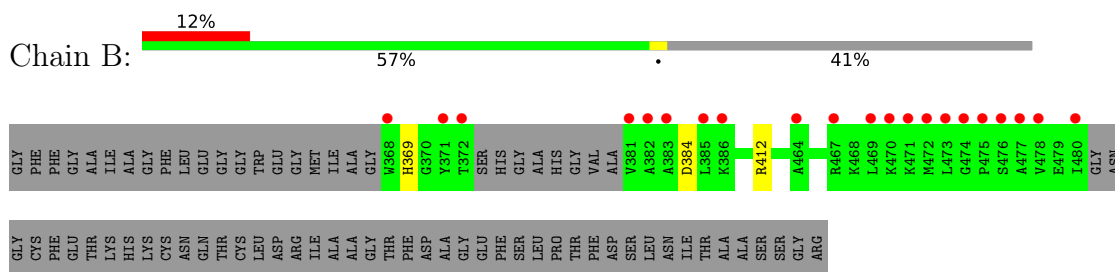 12%
Chain B:
57% • 41%
GLY PHE PHE GLY ALA ILE ALA GLY PHE LEU GLU GLY GLY TRP GLU GLY MET ILE ALA GLY W368 H369 G370 Y371 T372 SER HIS GLY ALA HIS GLY VAL ALA V381 A382 A383 D384 L385 K386 R412 A464 R467 K468 L469 K470 K471 M472 L473 G474 P475 S476 A477 V478 E479 I480 GLY ASN
GLY CYS PHE GLU THR LYS HIS LYS CYS ASN GLN THR CYS LEU ASP ARG ILE ALA ALA GLY THR PHE ASP ALA GLY GLU PHE SER LEU PRO THR PHE ASP SER LEU ASN ILE THR ALA ALA SER SER GLY ARG